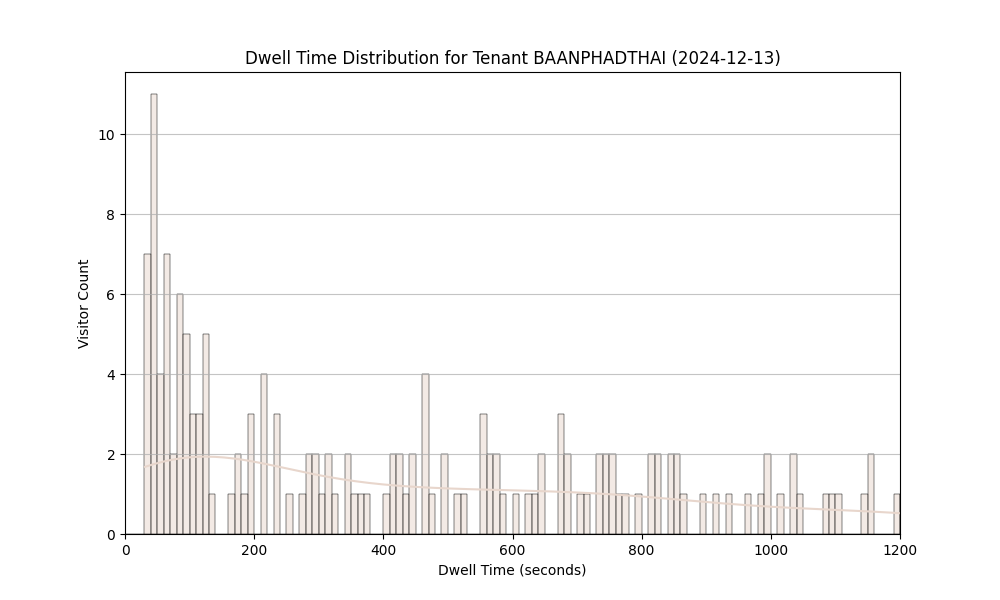 Dwell Time Distribution for Tenant BAANPHADTHAI (2024-12-13)
Visitor Count
10
8
6
4
2
0
0 200 400 600 800 1000 1200
Dwell Time (seconds)